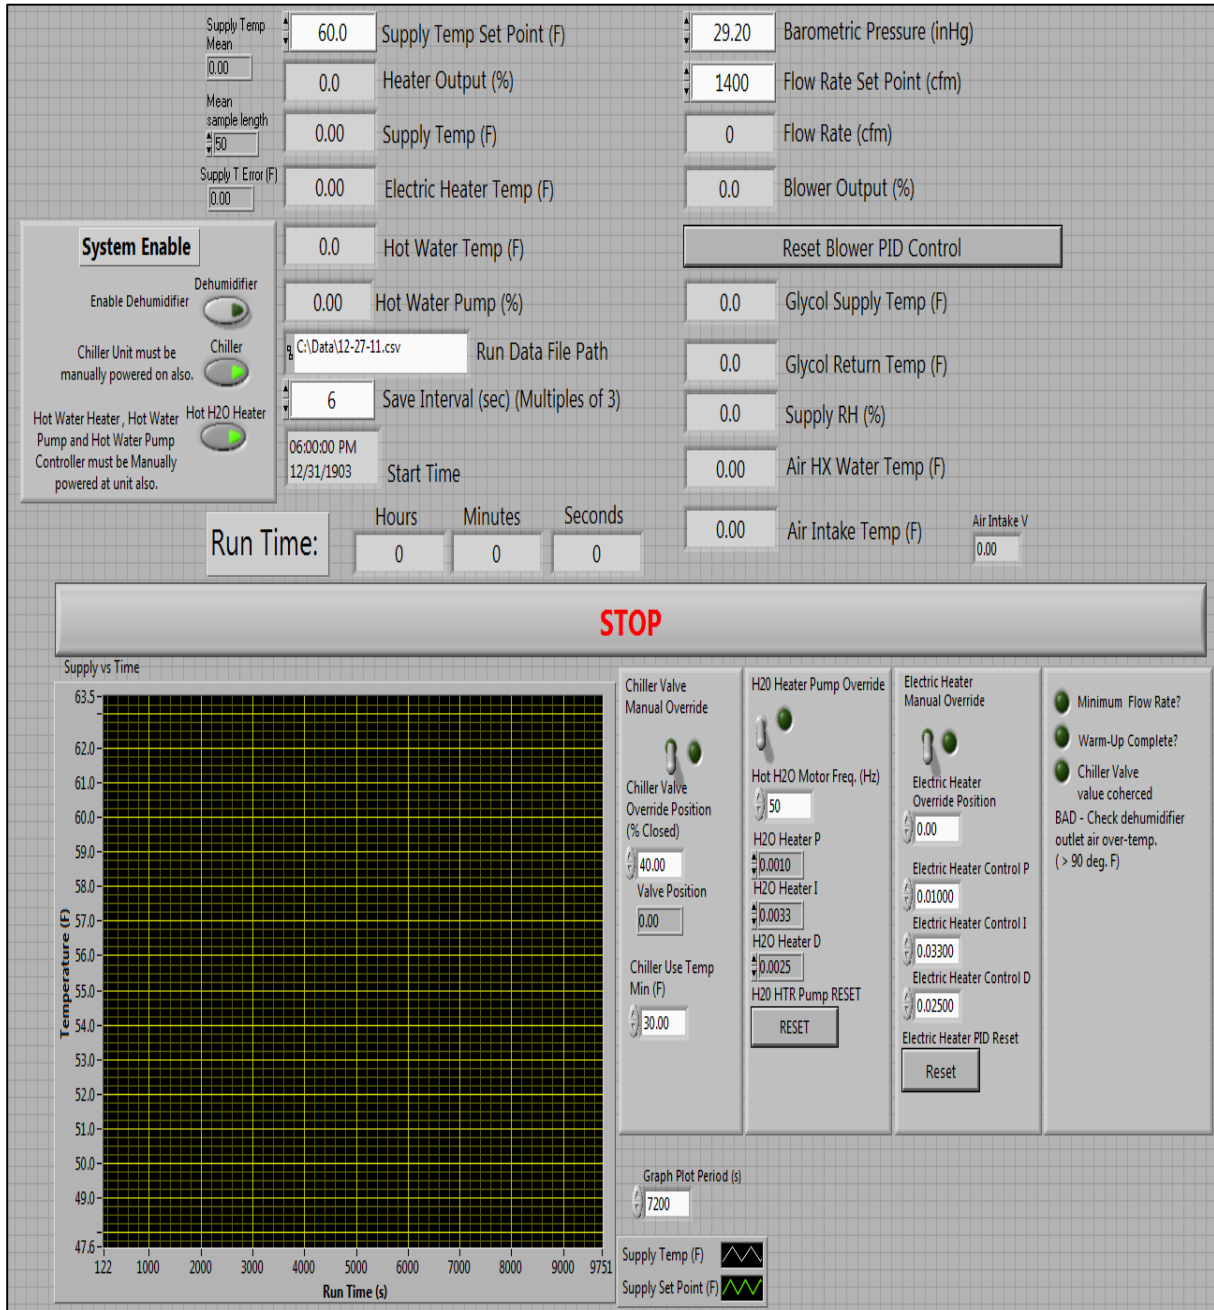 Supply Temp
Mean
0.00
60.0 Supply Temp Set Point (F)
0.0 Heater Output (%)
Mean
sample length
50
0.00 Supply Temp (F)
Supply T Error (F)
0.00
0.00 Electric Heater Temp (F)
29.20 Barometric Pressure (inHg)
1400 Flow Rate Set Point (cfm)
0 Flow Rate (cfm)
0.0 Blower Output (%)
System Enable
Dehumidifier
Enable Dehumidifier
Chiller
Chiller Unit must be
manually powered on also.
Hot H2O Heater
Hot Water Heater , Hot Water
Pump and Hot Water Pump
Controller must be Manually
powered at unit also.
0.0 Hot Water Temp (F)
0.00 Hot Water Pump (%)
C:\Data\12-27-11.csv Run Data File Path
6 Save Interval (sec) (Multiples of 3)
06:00:00 PM
12/31/1903
Start Time
Reset Blower PID Control
0.0 Glycol Supply Temp (F)
0.0 Glycol Return Temp (F)
0.0 Supply RH (%)
0.00 Air HX Water Temp (F)
0.00 Air Intake Temp (F)
Air Intake V
0.00
Run Time:
Hours Minutes Seconds
0 0 0
STOP
Supply vs Time
63.5
62.0
61.0
60.0
59.0
58.0
57.0
56.0
55.0
54.0
53.0
52.0
51.0
50.0
49.0
47.6
Temperature (F)
122 1000 2000 3000 4000 5000 6000 7000 8000 9000 9751
Run Time (s)
Chiller Valve
Manual Override
Chiller Valve
Override Position
(% Closed)
40.00
Valve Position
0.00
Chiller Use Temp
Min (F)
30.00
H20 Heater Pump Override
Hot H2O Motor Freq. (Hz)
50
H2O Heater P
0.0010
H2O Heater I
0.0033
H2O Heater D
0.0025
H20 HTR Pump RESET
RESET
Electric Heater
Manual Override
Electric Heater
Override Position
0.00
Electric Heater Control P
0.01000
Electric Heater Control I
0.03300
Electric Heater Control D
0.02500
Electric Heater PID Reset
Reset
Minimum Flow Rate?
Warm-Up Complete?
Chiller Valve
value coherced
BAD - Check dehumidifier
outlet air over-temp.
( > 90 deg. F)
Graph Plot Period (s)
7200
Supply Temp (F)
Supply Set Point (F)